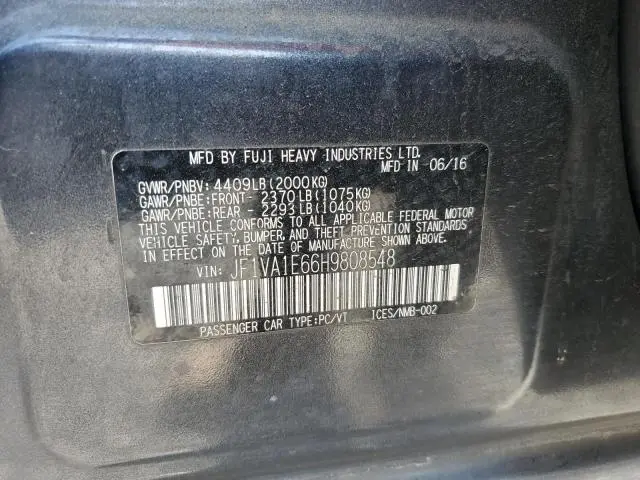 MFD BY FUJI HEAVY INDUSTRIES LTD.
MFD IN 06/16
GVWR/PNBV: 4409LB(2000KG)
GAWR/PNBE:FRONT- 2370LB(1075KG)
GAWR/PNBE:REAR - 2293LB(1040KG)
THIS VEHICLE CONFORMS TO ALL APPLICABLE FEDERAL MOTOR
VEHICLE SAFETY, BUMPER, AND THEFT PREVENTION STANDARDS
IN EFFECT ON THE DATE OF MANUFACTURE SHOWN ABOVE.
VIN: JF1VA1E66H9808548
PASSENGER CAR TYPE:PC/VT ICES/NMB-002